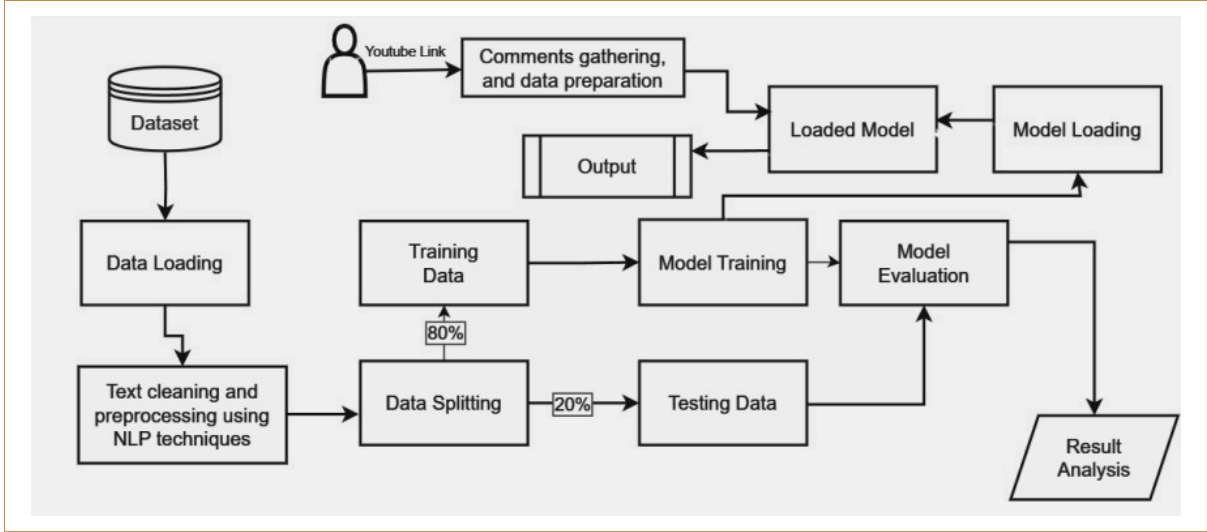 Youtube Link
Comments gathering,
and data preparation
Dataset
Loaded Model
Model Loading
Output
Data Loading
Training
Data
Model Training
Model
Evaluation
80%
Text cleaning and
preprocessing using
NLP techniques
Data Splitting
20%
Testing Data
Result
Analysis